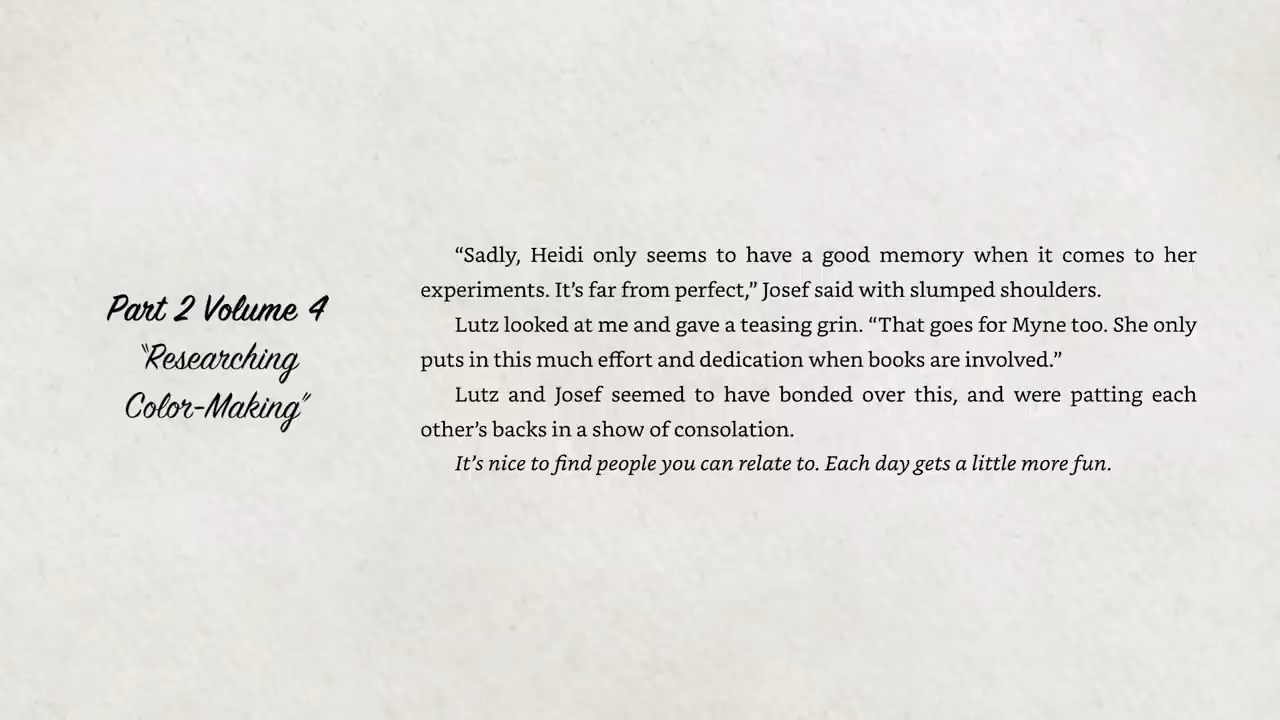 Part 2 Volume 4
“Researching
Color-Making”
“Sadly, Heidi only seems to have a good memory when it comes to her
experiments. It’s far from perfect,” Josef said with slumped shoulders.
Lutz looked at me and gave a teasing grin. “That goes for Myne too. She only
puts in this much effort and dedication when books are involved.”
Lutz and Josef seemed to have bonded over this, and were patting each
other’s backs in a show of consolation.
It’s nice to find people you can relate to. Each day gets a little more fun.